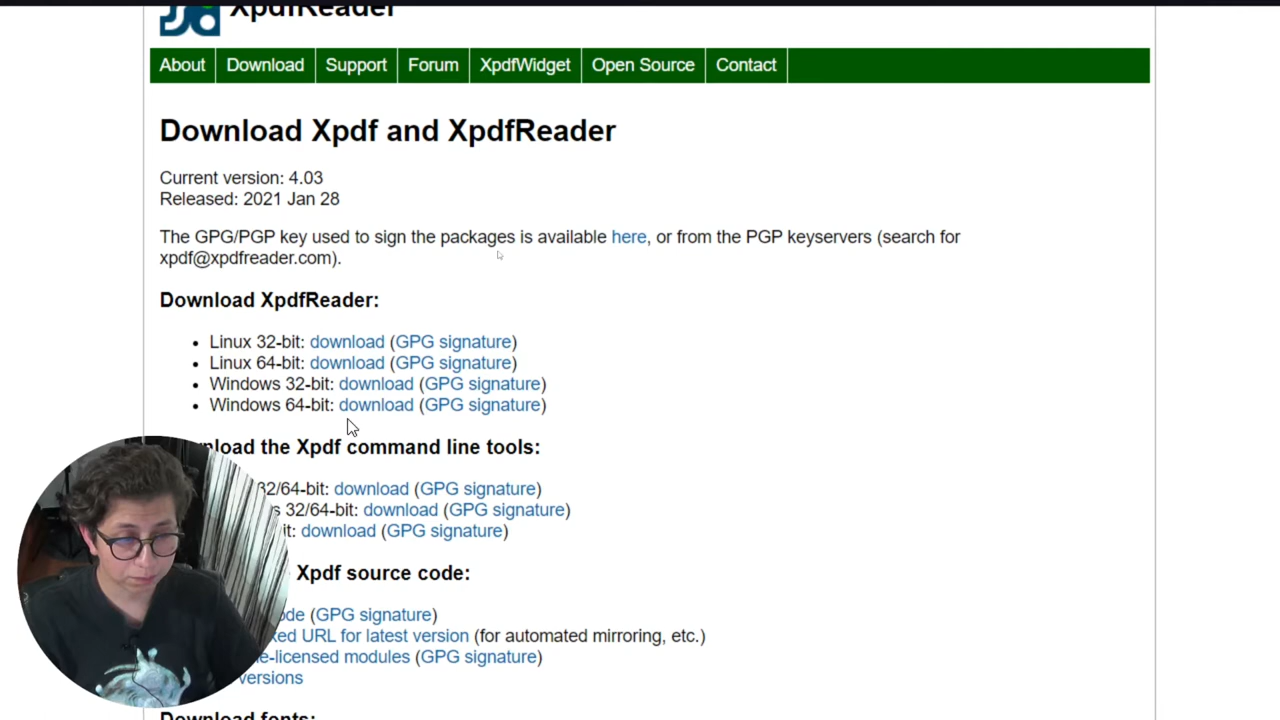 XpdfReader
About Download Support Forum XpdfWidget Open Source Contact
Download Xpdf and XpdfReader
Current version: 4.03
Released: 2021 Jan 28
The GPG/PGP key used to sign the packages is available here, or from the PGP keyservers (search for
xpdf@xpdfreader.com).
Download XpdfReader:
• Linux 32-bit: download (GPG signature)
• Linux 64-bit: download (GPG signature)
• Windows 32-bit: download (GPG signature)
• Windows 64-bit: download (GPG signature)
load the Xpdf command line tools:
32/64-bit: download (GPG signature)
s 32/64-bit: download (GPG signature)
it: download (GPG signature)
Xpdf source code:
ode (GPG signature)
xed URL for latest version (for automated mirroring, etc.)
e-licensed modules (GPG signature)
versions
Download fonts: